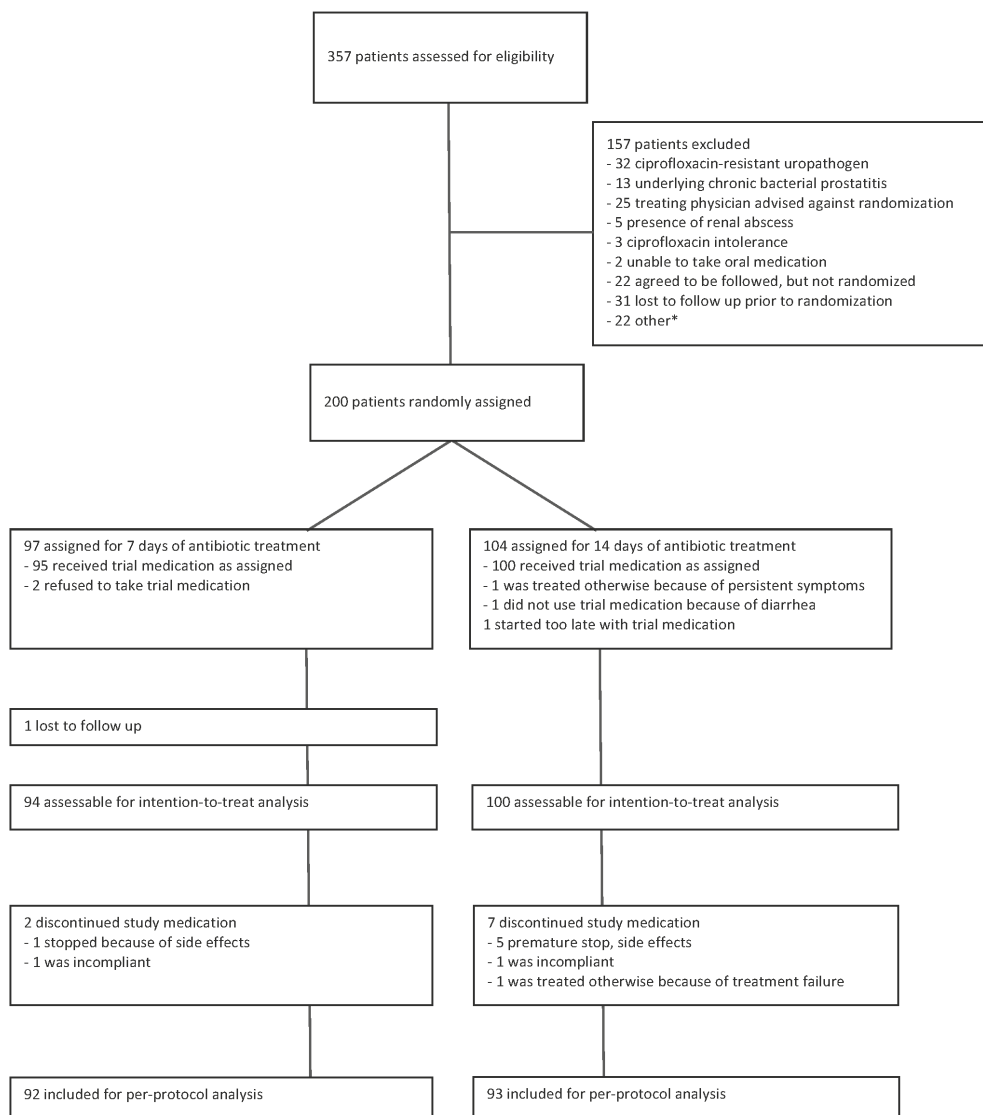 357 patients assessed for eligibility
157 patients excluded
- 32 ciprofloxacin-resistant uropathogen
- 13 underlying chronic bacterial prostatitis
- 25 treating physician advised against randomization
- 5 presence of renal abscess
- 3 ciprofloxacin intolerance
- 2 unable to take oral medication
- 22 agreed to be followed, but not randomized
- 31 lost to follow up prior to randomization
- 22 other*
200 patients randomly assigned
97 assigned for 7 days of antibiotic treatment
- 95 received trial medication as assigned
- 2 refused to take trial medication
104 assigned for 14 days of antibiotic treatment
- 100 received trial medication as assigned
- 1 was treated otherwise because of persistent symptoms
- 1 did not use trial medication because of diarrhea
1 started too late with trial medication
1 lost to follow up
94 assessable for intention-to-treat analysis
100 assessable for intention-to-treat analysis
2 discontinued study medication
- 1 stopped because of side effects
- 1 was incompliant
7 discontinued study medication
- 5 premature stop, side effects
- 1 was incompliant
- 1 was treated otherwise because of treatment failure
92 included for per-protocol analysis
93 included for per-protocol analysis